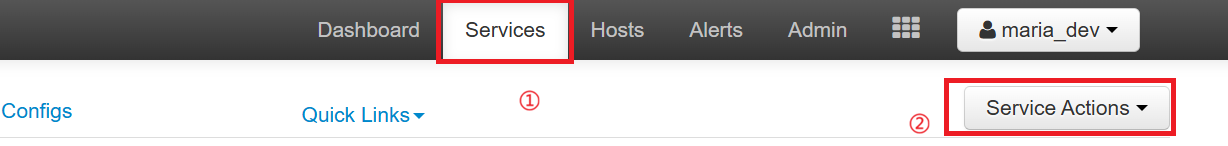 Dashboard Services Hosts Alerts Admin maria_dev
Configs Quick Links ① ② Service Actions